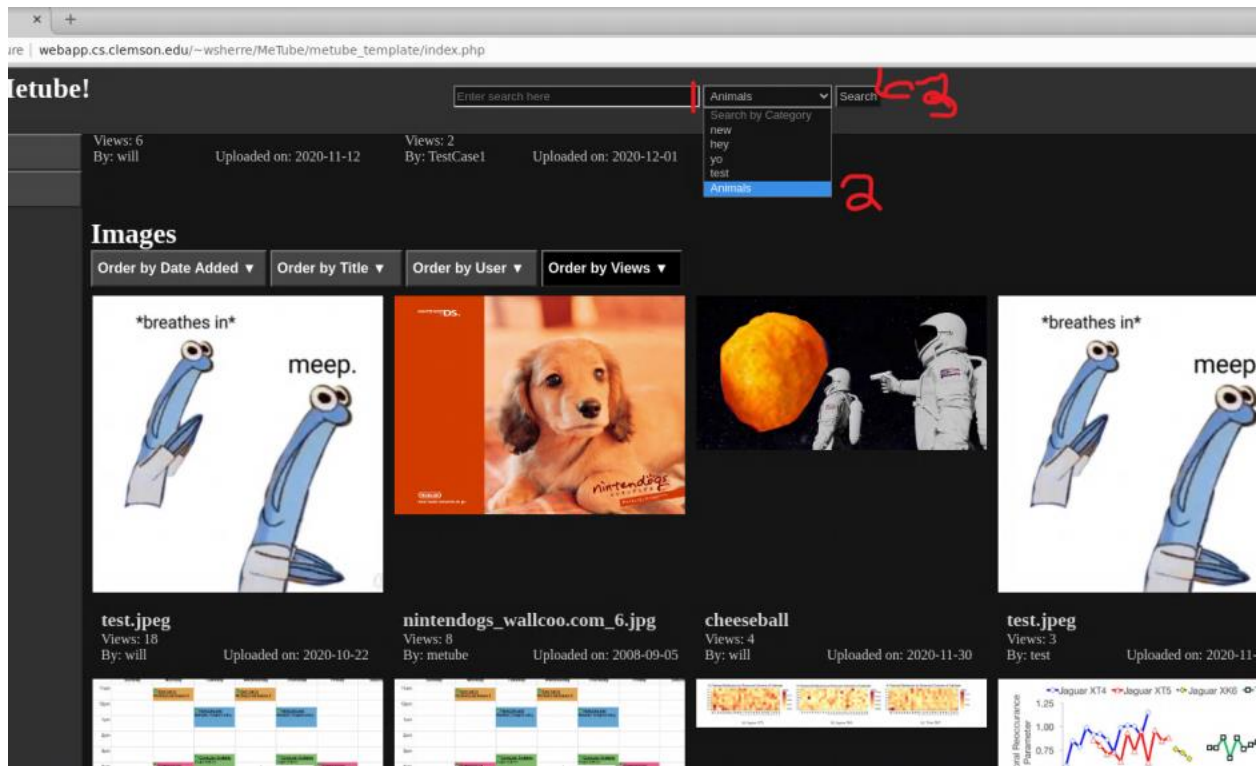 × +
ure | webapp.cs.clemson.edu/~wsherre/MeTube/metube_template/index.php
Metube!
Enter search here 1 Animals Search 3
Search by Category
new
hey
yo
test
Animals 2
Views: 6 Views: 2
By: will Uploaded on: 2020-11-12 By: TestCase1 Uploaded on: 2020-12-01
Images
Order by Date Added ▼ Order by Title ▼ Order by User ▼ Order by Views ▼
*breathes in*
meep.
nintendogs
*breathes in*
meep
test.jpeg nintendogs_wallcoo.com_6.jpg cheeseball test.jpeg
Views: 18 Views: 8 Views: 4 Views: 3
By: will Uploaded on: 2020-10-22 By: metube Uploaded on: 2008-09-05 By: will Uploaded on: 2020-11-30 By: test Uploaded on: 2020-11-
Jaguar XT4 Jaguar XT5 Jaguar XK6
1.25
1.00
0.75
Parameter